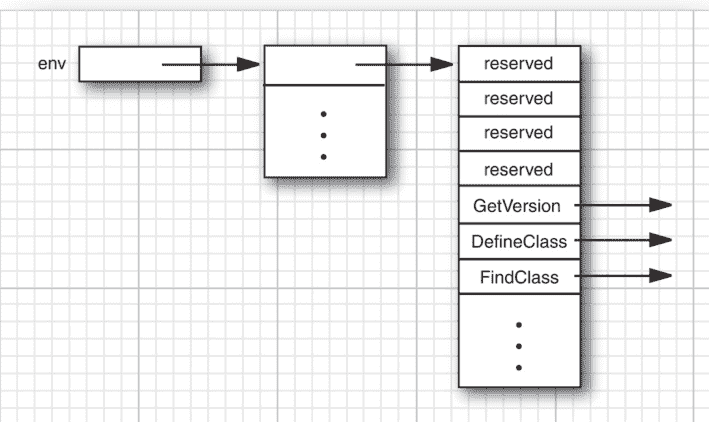 env
reserved
reserved
reserved
reserved
GetVersion
DefineClass
FindClass